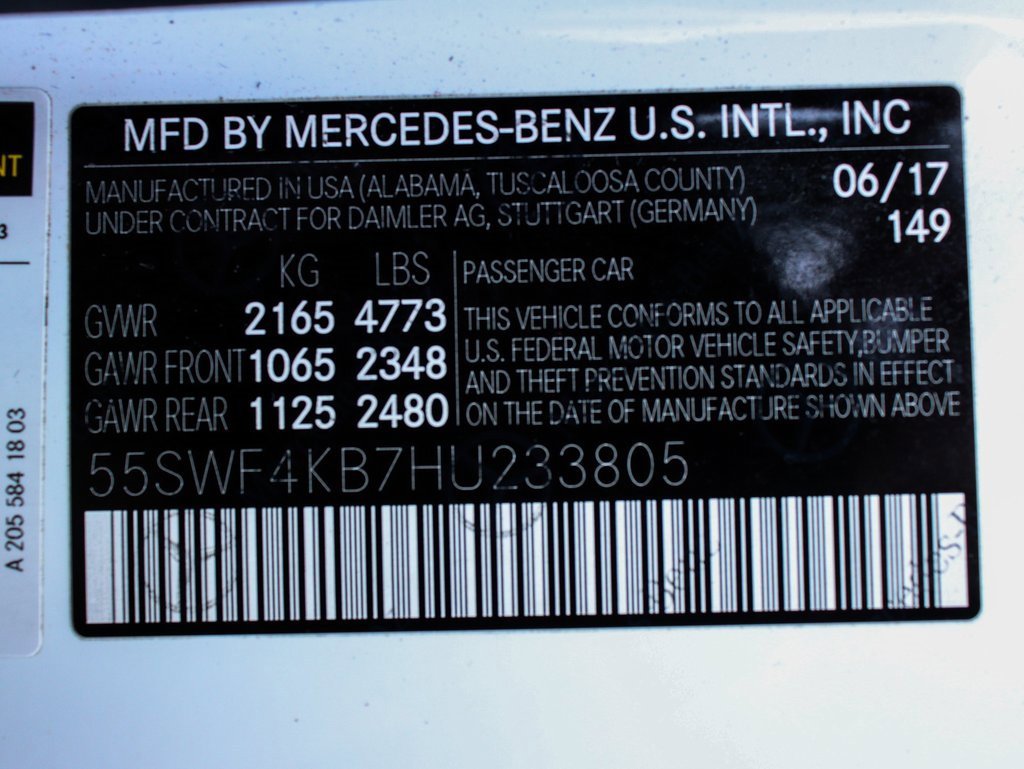 MFD BY MERCEDES-BENZ U.S. INTL., INC
MANUFACTURED IN USA (ALABAMA, TUSCALOOSA COUNTY)
UNDER CONTRACT FOR DAIMLER AG, STUTTGART (GERMANY)
06/17
149
KG LBS
GVWR 2165 4773
GAWR FRONT 1065 2348
GAWR REAR 1125 2480
PASSENGER CAR
THIS VEHICLE CONFORMS TO ALL APPLICABLE
U.S. FEDERAL MOTOR VEHICLE SAFETY,BUMPER
AND THEFT PREVENTION STANDARDS IN EFFECT
ON THE DATE OF MANUFACTURE SHOWN ABOVE
55SWF4KB7HU233805
NT
3
A 205 584 18 03